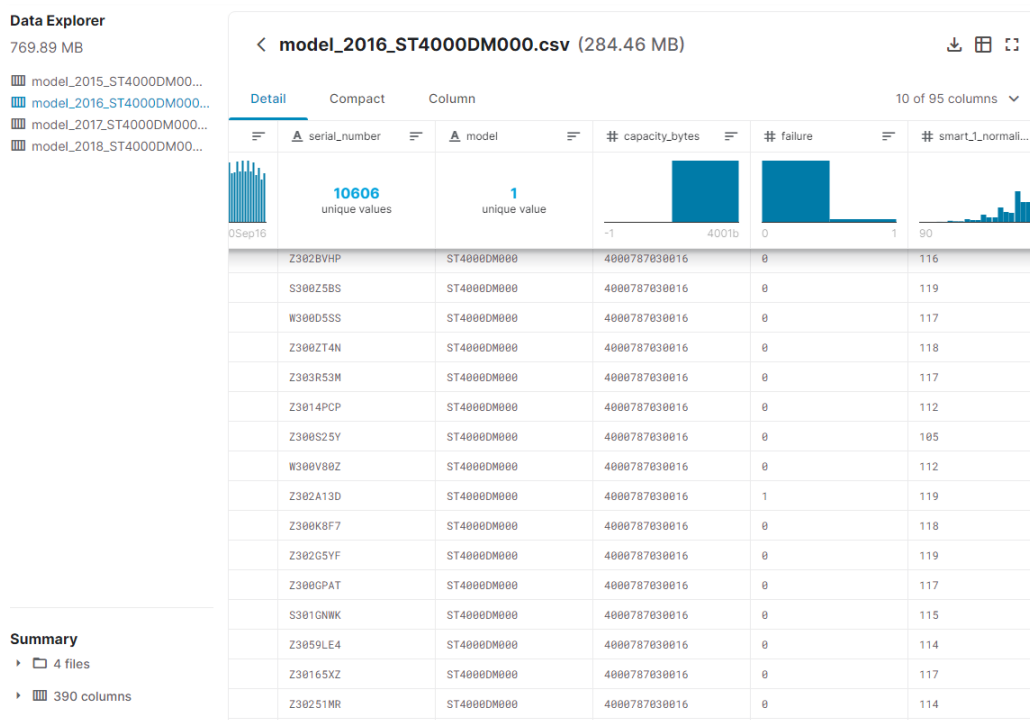 Data Explorer
769.89 MB
model_2015_ST4000DM00...
model_2016_ST4000DM000...
model_2017_ST4000DM000...
model_2018_ST4000DM00...
Summary
4 files
390 columns
model_2016_ST4000DM000.csv (284.46 MB)
Detail Compact Column 10 of 95 columns
A serial_number A model # capacity_bytes # failure # smart_1_normali...
10606 1
unique values unique value
0Sep16 -1 4001b 0 1 90
Z302BVHP ST4000DM000 4000787030016 0 116
S300Z5BS ST4000DM000 4000787030016 0 119
W300D5SS ST4000DM000 4000787030016 0 117
Z300ZT4N ST4000DM000 4000787030016 0 118
Z303R53M ST4000DM000 4000787030016 0 117
Z3014PCP ST4000DM000 4000787030016 0 112
Z300S25Y ST4000DM000 4000787030016 0 105
W300V80Z ST4000DM000 4000787030016 0 112
Z302A13D ST4000DM000 4000787030016 1 119
Z300K8F7 ST4000DM000 4000787030016 0 118
Z302G5YF ST4000DM000 4000787030016 0 119
Z300GPAT ST4000DM000 4000787030016 0 117
S301GNWK ST4000DM000 4000787030016 0 115
Z3059LE4 ST4000DM000 4000787030016 0 114
Z30165XZ ST4000DM000 4000787030016 0 117
Z30251MR ST4000DM000 4000787030016 0 114